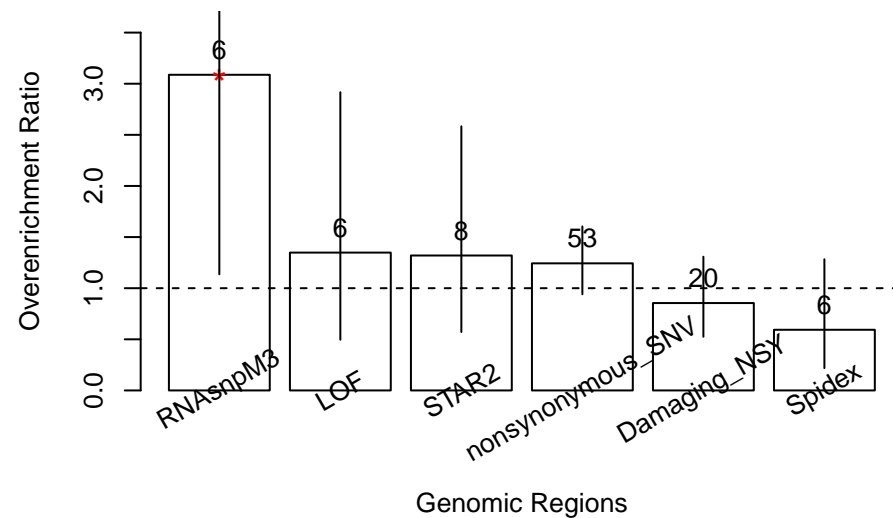 Overenrichment Ratio
3.0
2.0
1.0
0.0
6
*
6
8
53
20
6
RNAsnpM3
LOF
STAR2
nonsynonymous_SNV
Damaging_NSY
Spidex
Genomic Regions